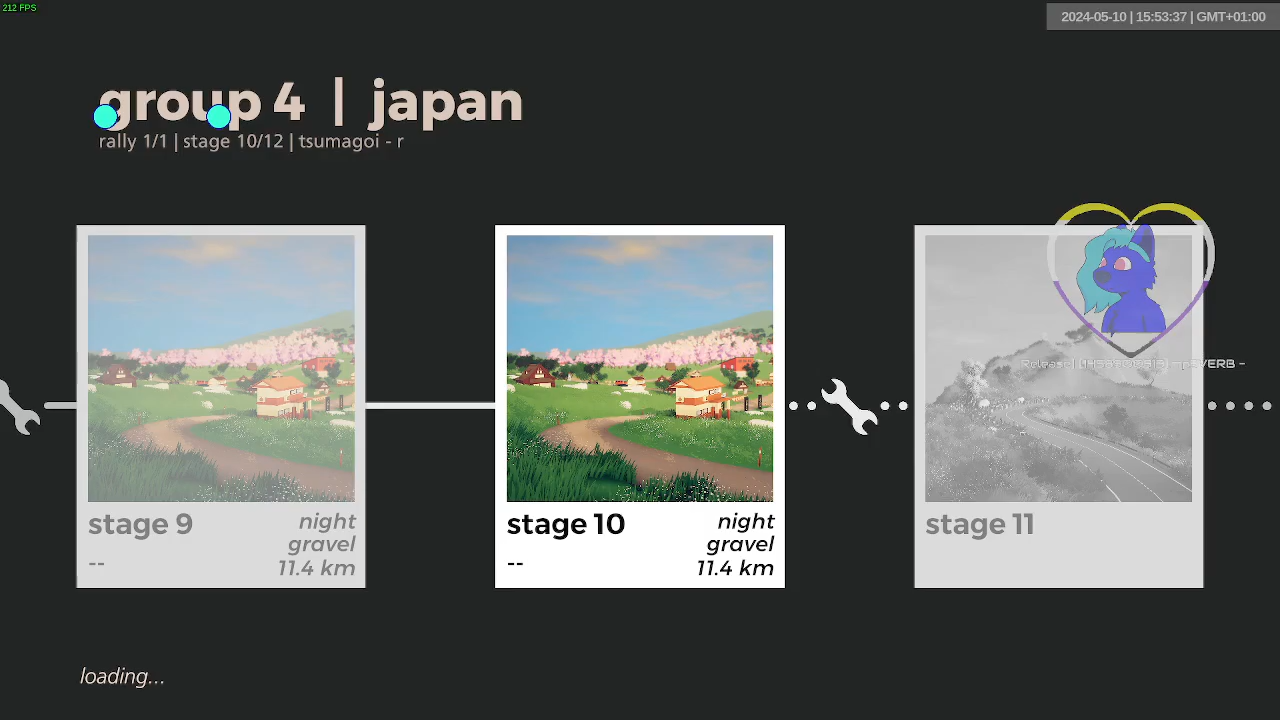 212 FPS
2024-05-10 | 15:53:37 | GMT+01:00
group 4 | japan
rally 1/1 | stage 10/12 | tsumagoi - r
stage 9
night
gravel
--
11.4 km
stage 10
night
gravel
--
11.4 km
stage 11
loading...